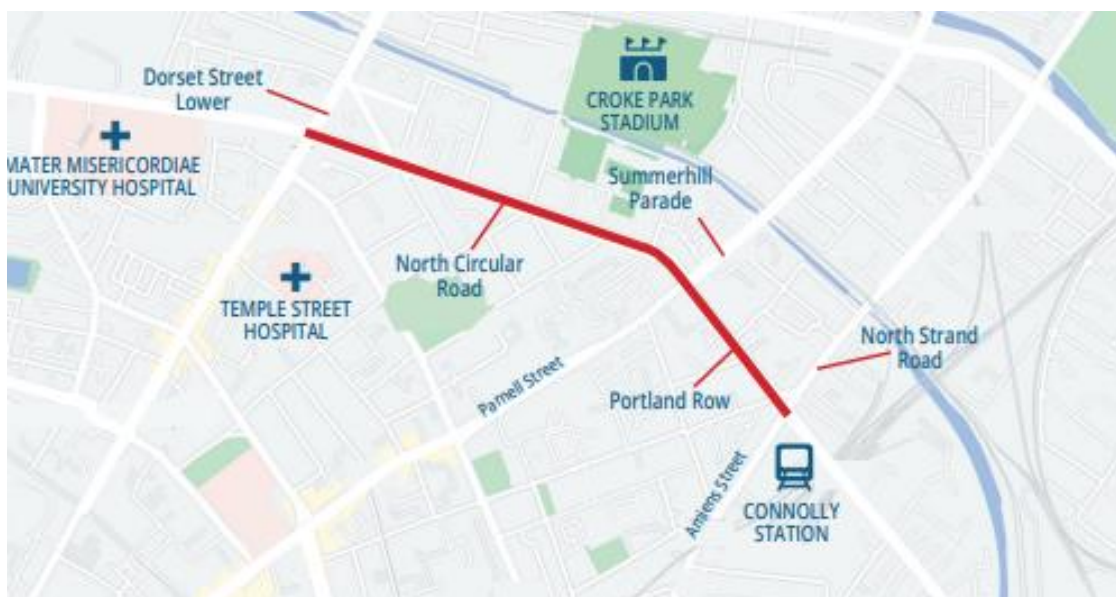 Dorset Street
Lower
CROKE PARK
STADIUM
MATER MISERICORDIAE
UNIVERSITY HOSPITAL
Summerhill
Parade
North Circular
Road
TEMPLE STREET
HOSPITAL
North Strand
Road
Parnell Street
Portland Row
Amiens Street
CONNOLLY
STATION